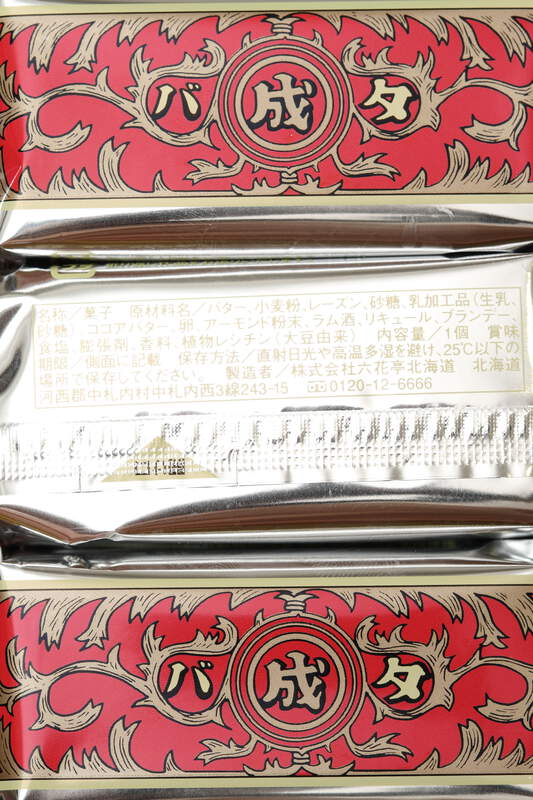 バ 成 タ
名称／菓子 原材料名／バター、小麦粉、レーズン、砂糖、乳加工品（生乳、
砂糖）ココアバター、卵、アーモンド粉末、ラム酒、リキュール、ブランデー、
食塩、膨張剤、香料、植物レシチン（大豆由来） 内容量／1個 賞味
期限／側面に記載 保存方法／直射日光や高温多湿を避け、25℃以下の
場所で保存してください。 製造者／株式会社六花亭北海道 北海道
河西郡中札内村中札内西3線243-15 0120-12-6666
バ 成 タ